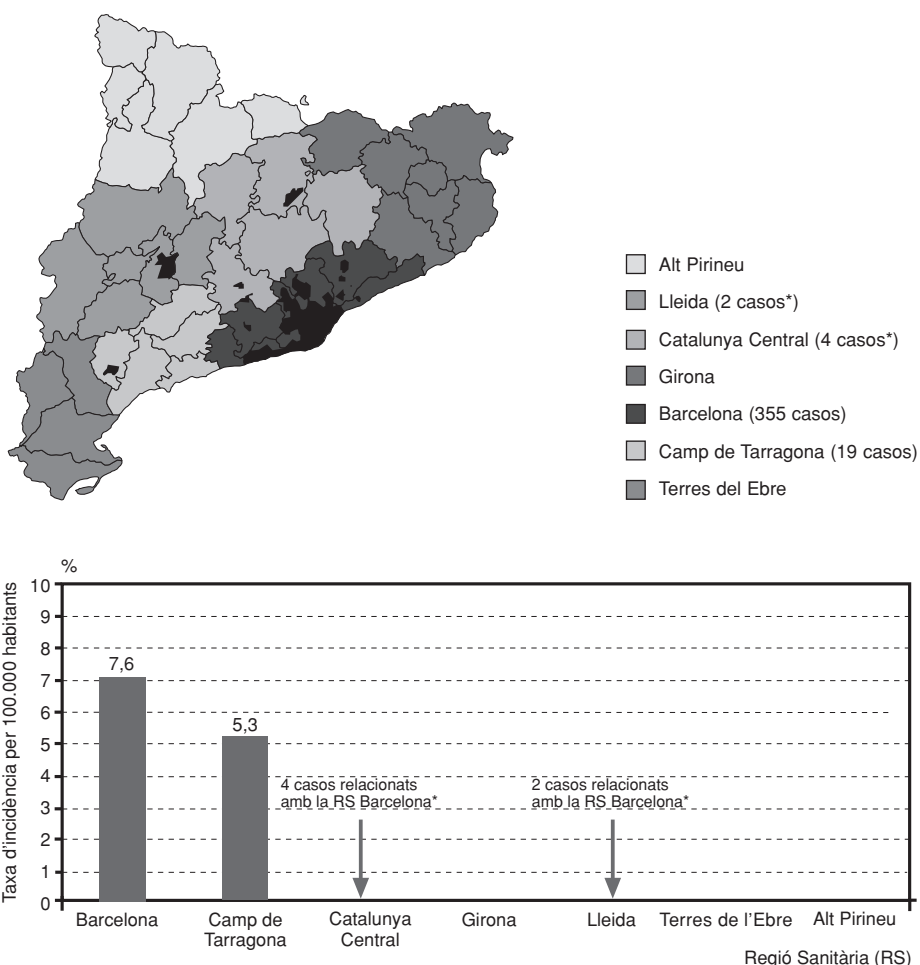 Alt Pirineu
Lleida (2 casos*)
Catalunya Central (4 casos*)
Girona
Barcelona (355 casos)
Camp de Tarragona (19 casos)
Terres del Ebre
%
Taxa d'incidència per 100.000 habitants
10
9
8
7
6
5
4
3
2
1
0
7,6
5,3
4 casos relacionats
amb la RS Barcelona*
2 casos relacionats
amb la RS Barcelona*
Barcelona
Camp de
Tarragona
Catalunya
Central
Girona
Lleida
Terres de l'Ebre
Alt Pirineu
Regió Sanitària (RS)